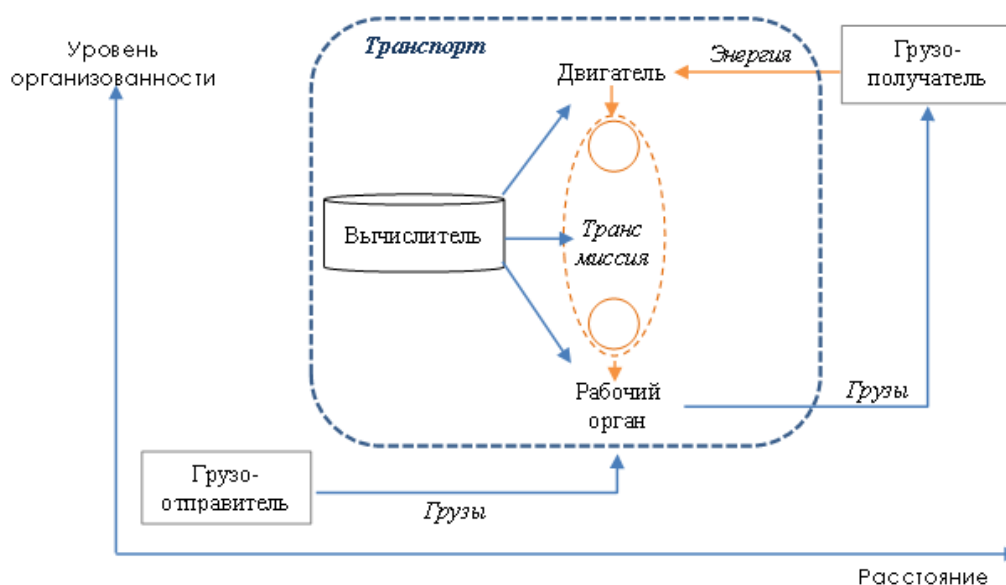 Уровень
организованности
Транспорт
Двигатель
Энергия
Грузо-
получатель
Вычислитель
Транс
миссия
Рабочий
орган
Грузы
Грузо-
отправитель
Грузы
Расстояние